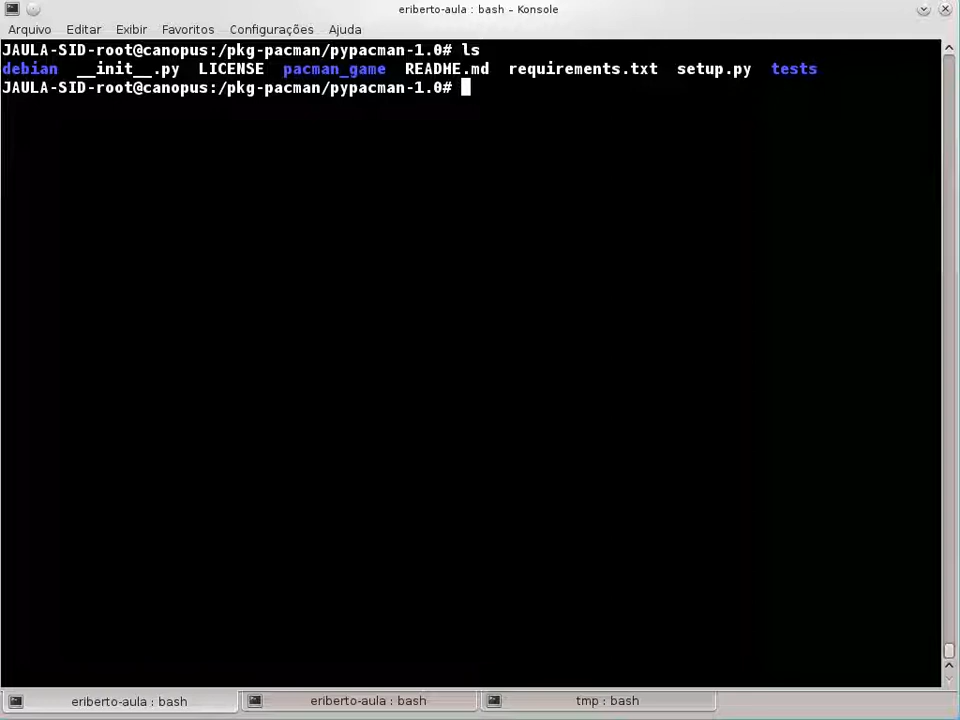 eriberto-aula : bash – Konsole
Arquivo Editar Exibir Favoritos Configurações Ajuda
JAULA-SID-root@canopus:/pkg-pacman/pypacman-1.0# ls
debian __init__.py LICENSE pacman_game README.md requirements.txt setup.py tests
JAULA-SID-root@canopus:/pkg-pacman/pypacman-1.0#
eriberto-aula : bash eriberto-aula : bash tmp : bash